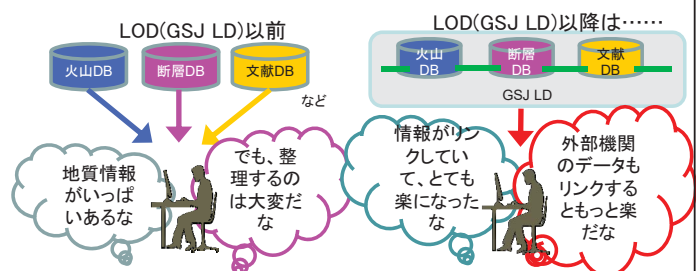 LOD(GSJ LD)以前
火山DB
断層DB
文献DB
など
地質情報
がいっぱ
いあるな
でも、整
理するの
は大変だ
な
LOD(GSJ LD)以降は……
火山
DB
断層
DB
文献
DB
GSJ LD
情報がリン
クしてい
て、とても
楽になった
な
外部機関
のデータも
リンクする
ともっと楽
だな